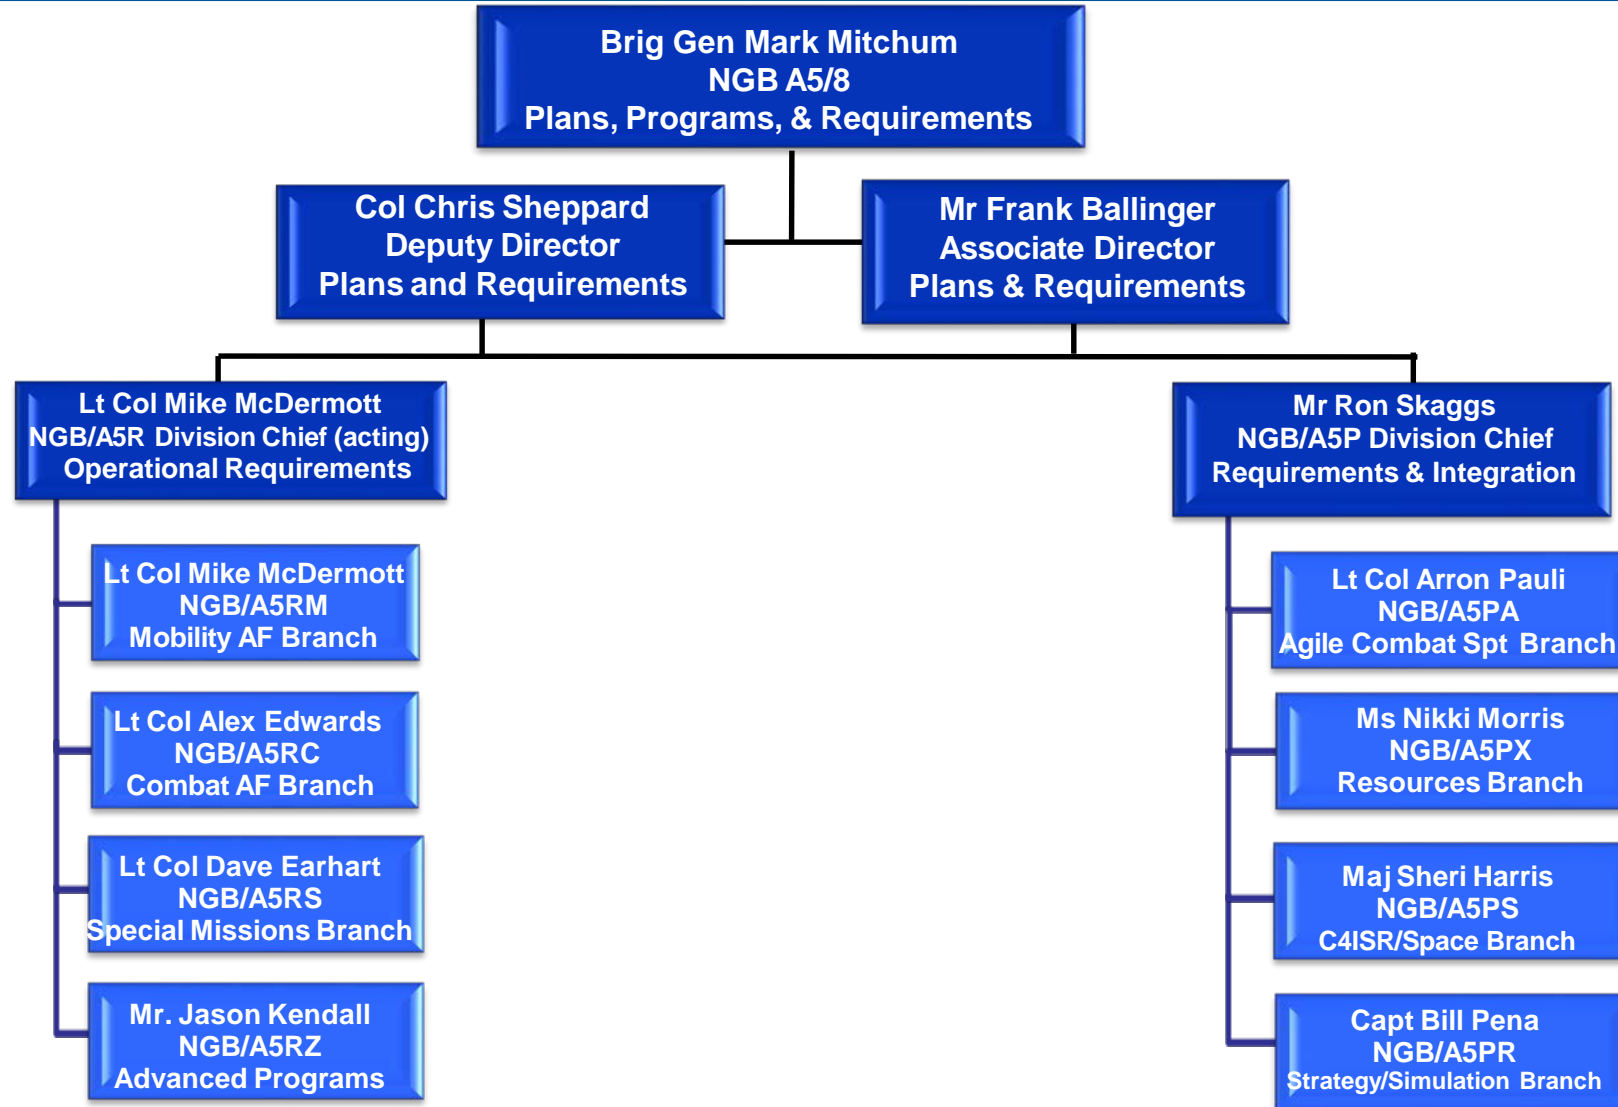 Brig Gen Mark Mitchum
NGB A5/8
Plans, Programs, & Requirements
Col Chris Sheppard
Deputy Director
Plans and Requirements
Mr Frank Ballinger
Associate Director
Plans & Requirements
Lt Col Mike McDermott
NGB/A5R Division Chief (acting)
Operational Requirements
Lt Col Mike McDermott
NGB/A5RM
Mobility AF Branch
Lt Col Alex Edwards
NGB/A5RC
Combat AF Branch
Lt Col Dave Earhart
NGB/A5RS
Special Missions Branch
Mr. Jason Kendall
NGB/A5RZ
Advanced Programs
Mr Ron Skaggs
NGB/A5P Division Chief
Requirements & Integration
Lt Col Arron Pauli
NGB/A5PA
Agile Combat Spt Branch
Ms Nikki Morris
NGB/A5PX
Resources Branch
Maj Sheri Harris
NGB/A5PS
C4ISR/Space Branch
Capt Bill Pena
NGB/A5PR
Strategy/Simulation Branch